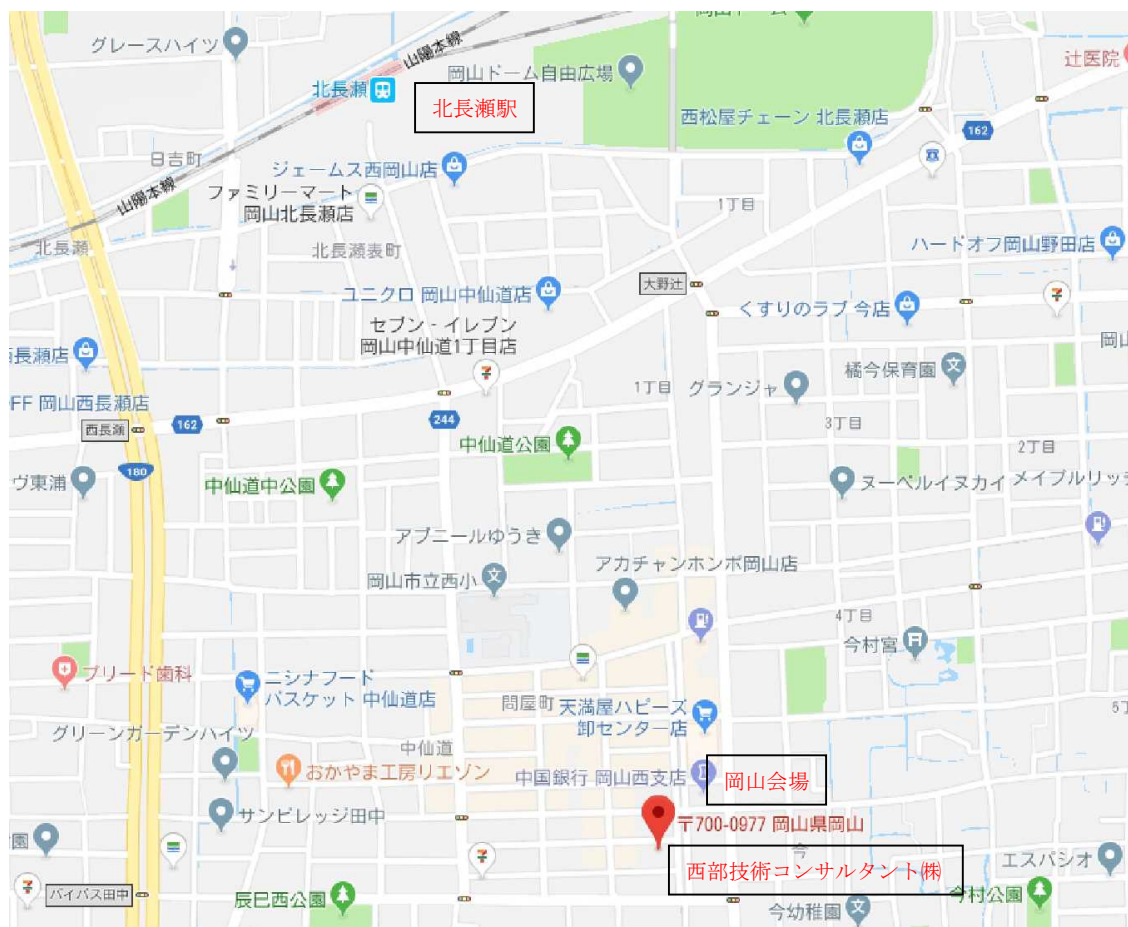 グレースハイツ
山陽本線
岡山ドーム自由広場
辻医院
北長瀬
北長瀬駅
西松屋チェーン 北長瀬店
162
日吉町
ジェームス西岡山店
山陽本線
ファミリーマート
岡山北長瀬店
1丁目
北長瀬
北長瀬表町
ハードオフ岡山野田店
大野辻
ユニクロ 岡山中仙道店
くすりのラブ 今店
セブン - イレブン
岡山中仙道1丁目店
岡山
長瀬店
橘今保育園
1丁目
グランジャ
FF 岡山西長瀬店
西長瀬
162
244
3丁目
中仙道公園
2丁目
180
ヴ東浦
中仙道中公園
ヌーベルイヌカイ
メイプルリッチ
アブニールゆうき
アカチャンホンポ岡山店
岡山市立西小
4丁目
今村宮
ブリード歯科
ニシナフード
バスケット 中仙道店
問屋町
天満屋ハピーズ
卸センター店
グリーンガーデンハイツ
中仙道
おかやま工房リエゾン
中国銀行 岡山西支店
岡山会場
サンビレッジ田中
〒700-0977 岡山県岡山
今
園
西部技術コンサルタント㈱
エスパシオ
バイパス田中
辰巳西公園
今村公園
今幼稚園